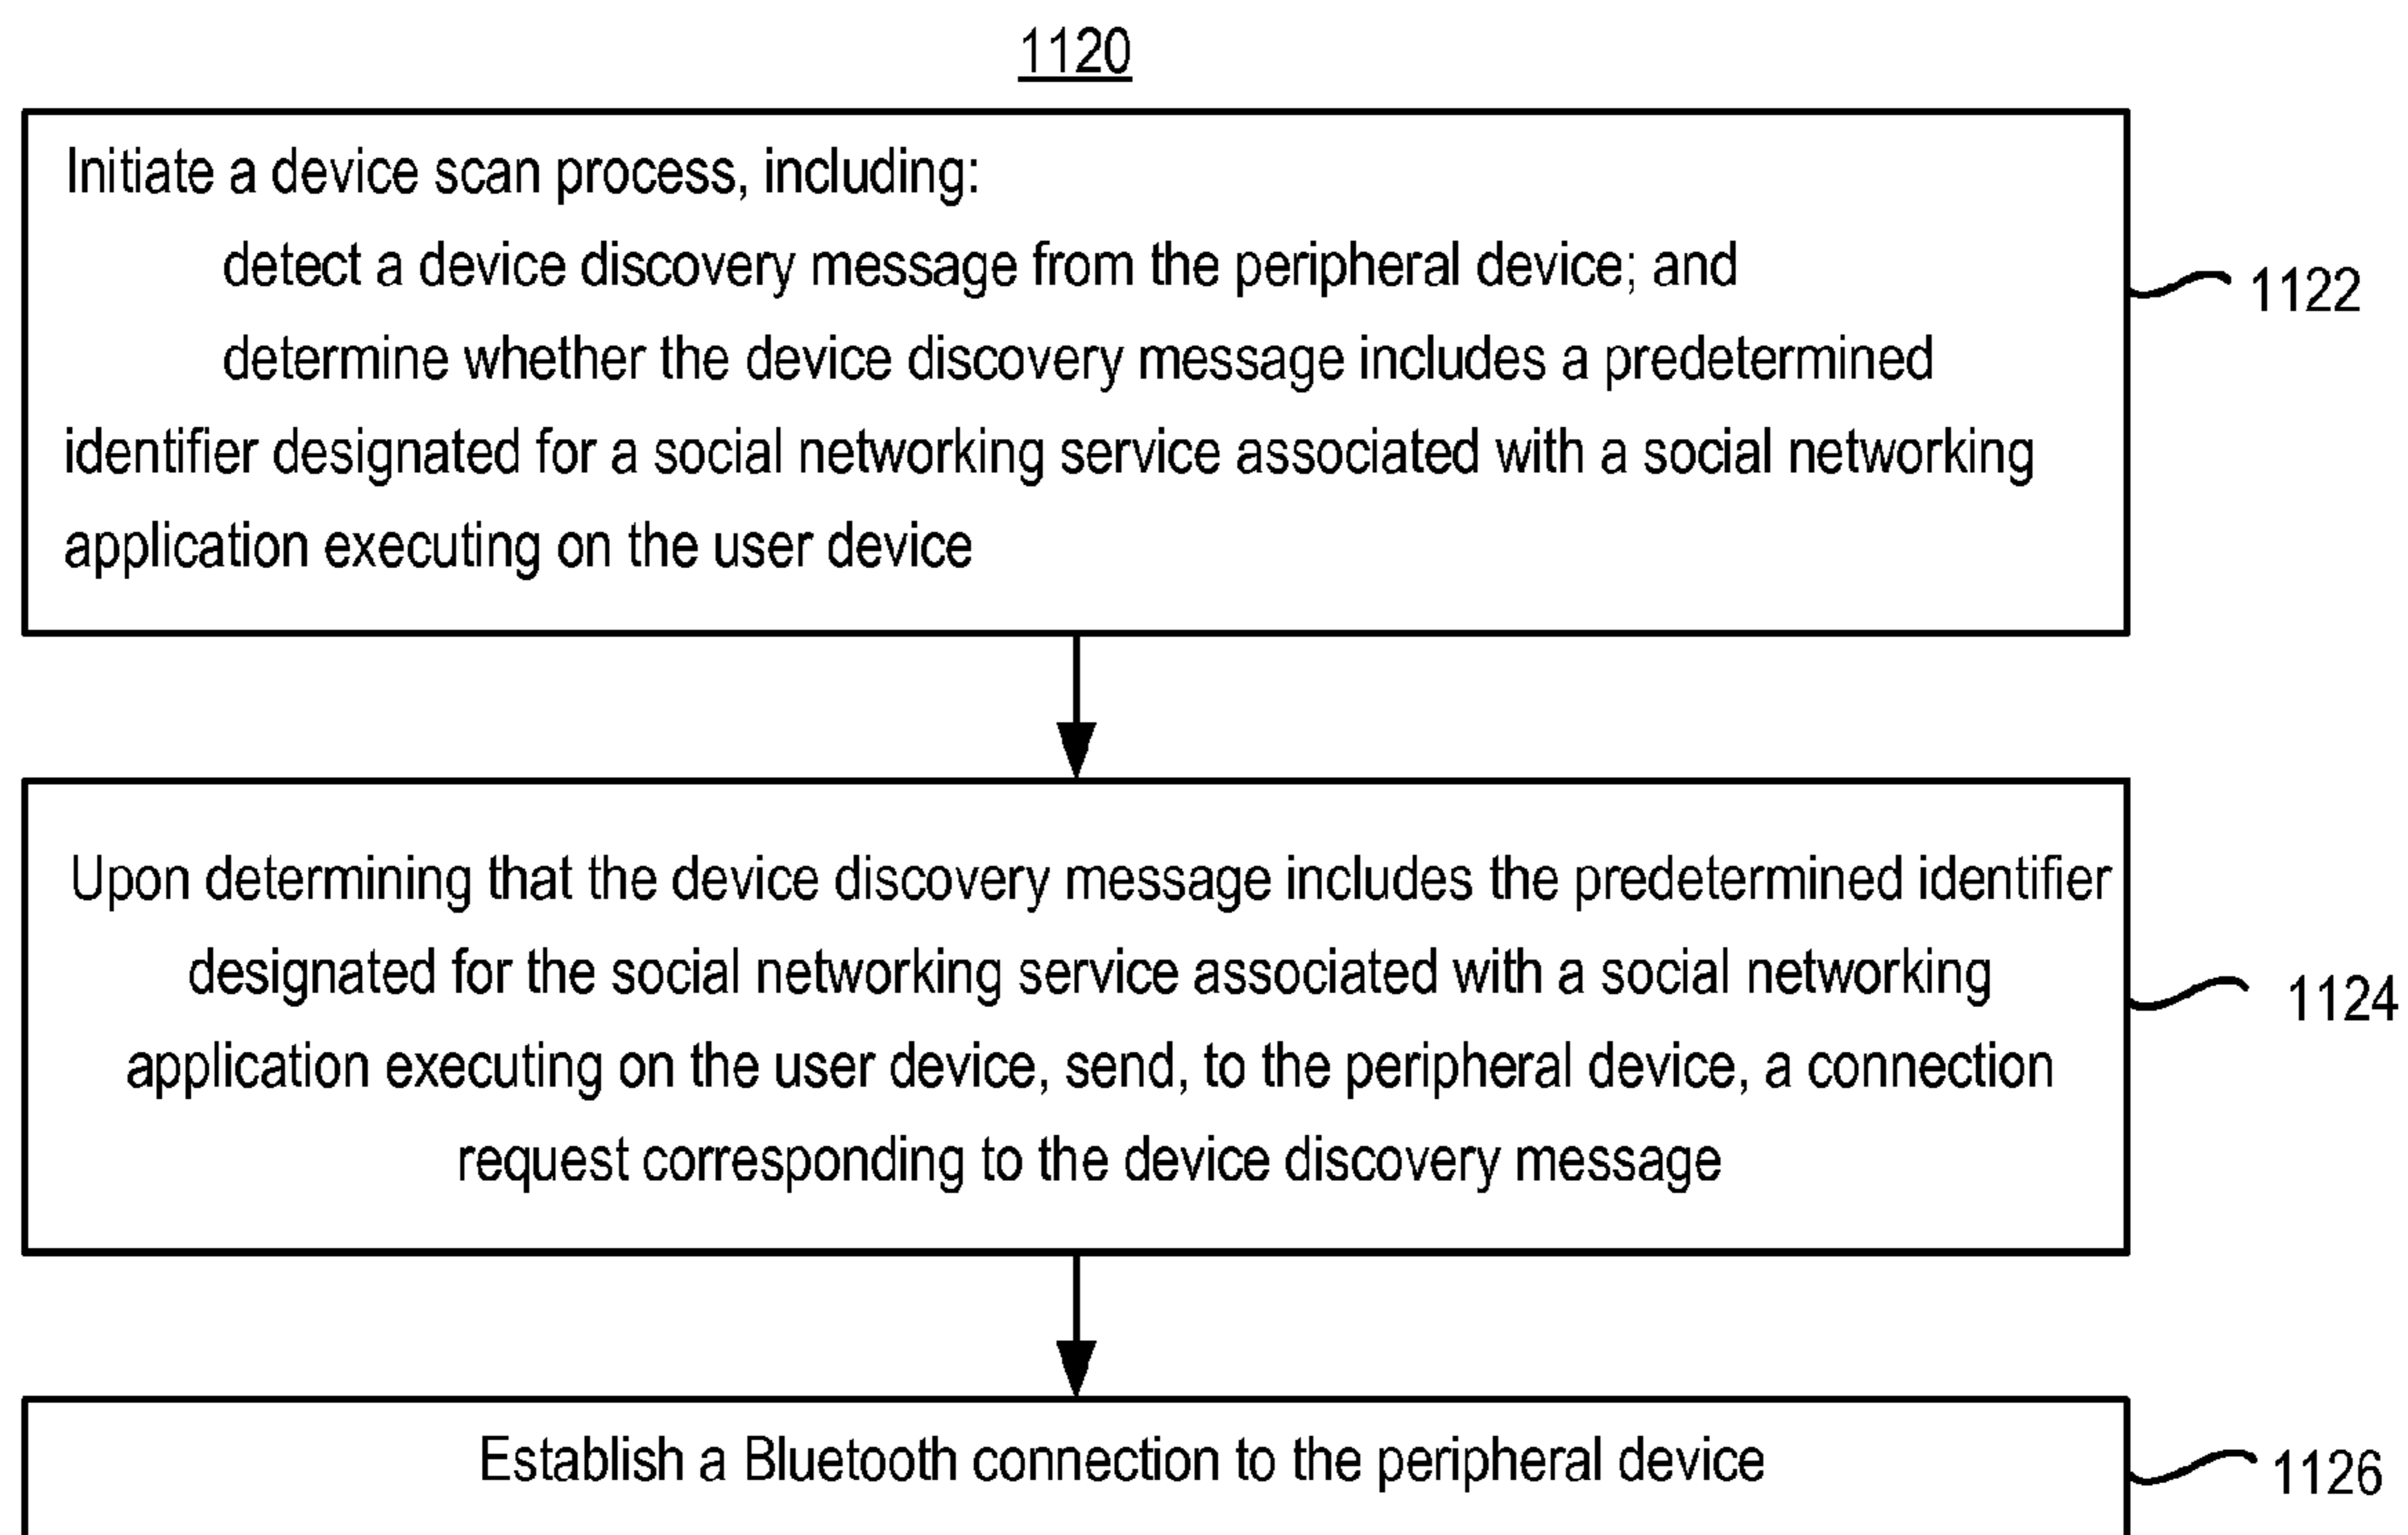 1120
Initiate a device scan process, including:
detect a device discovery message from the peripheral device; and
determine whether the device discovery message includes a predetermined
identifier designated for a social networking service associated with a social networking
application executing on the user device
1122
Upon determining that the device discovery message includes the predetermined identifier
designated for the social networking service associated with a social networking
application executing on the user device, send, to the peripheral device, a connection
request corresponding to the device discovery message
1124
Establish a Bluetooth connection to the peripheral device
1126